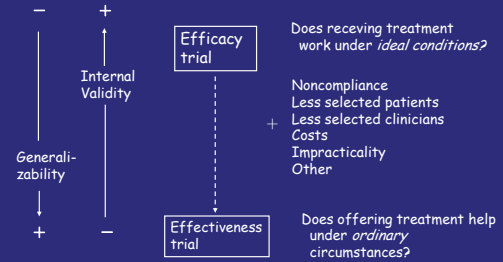 −
+
Efficacy
trial
Does receving treatment
work under ideal conditions?
Internal
Validity
Noncompliance
Less selected patients
+
Less selected clinicians
Costs
Impracticality
Other
Generali-
zability
+
−
Effectiveness
trial
Does offering treatment help
under ordinary
circumstances?